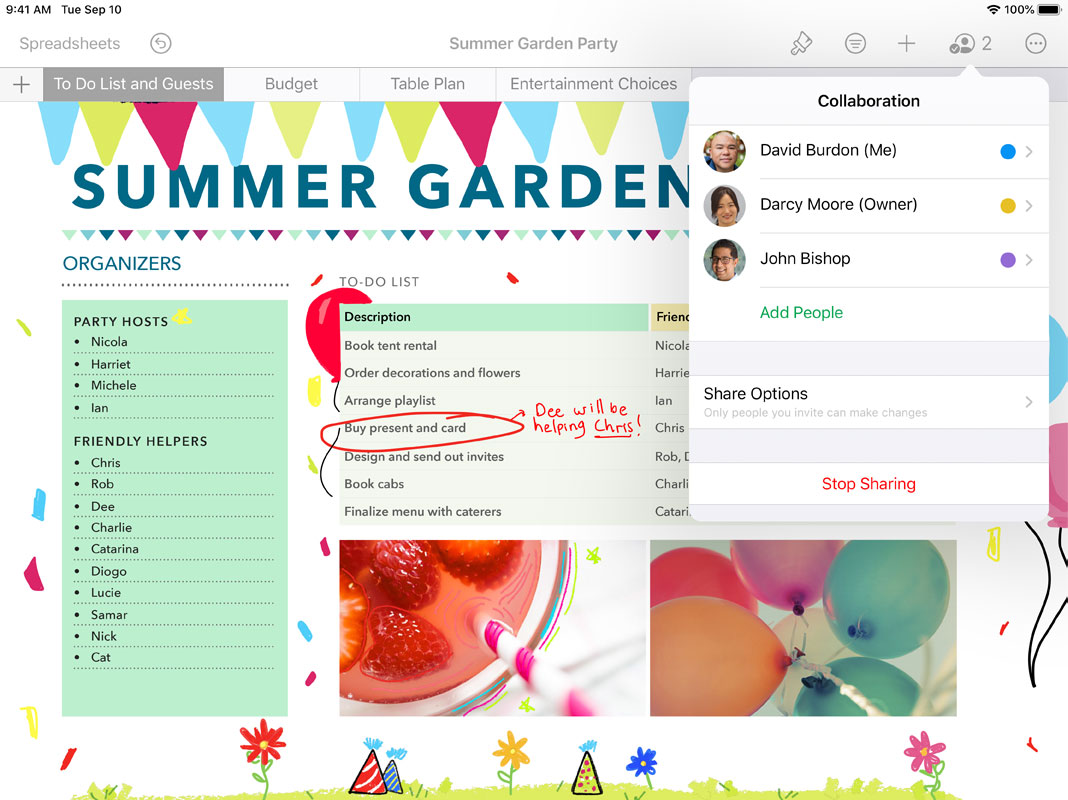 9:41 AM Tue Sep 10 100%
Spreadsheets Summer Garden Party 2
To Do List and Guests Budget Table Plan Entertainment Choices
Collaboration
David Burdon (Me)
Darcy Moore (Owner)
John Bishop
Add People
Share Options
Only people you invite can make changes
Stop Sharing
SUMMER GARDEN
ORGANIZERS
PARTY HOSTS
• Nicola
• Harriet
• Michele
• Ian
FRIENDLY HELPERS
• Chris
• Rob
• Dee
• Charlie
• Catarina
• Diogo
• Lucie
• Samar
• Nick
• Cat
TO-DO LIST
Description Friend
Book tent rental Nicola
Order decorations and flowers Harrie
Arrange playlist Ian
Buy present and card Chris
Design and send out invites Rob, D
Book cabs Charli
Finalize menu with caterers Catari
Dee will be
helping Chris!